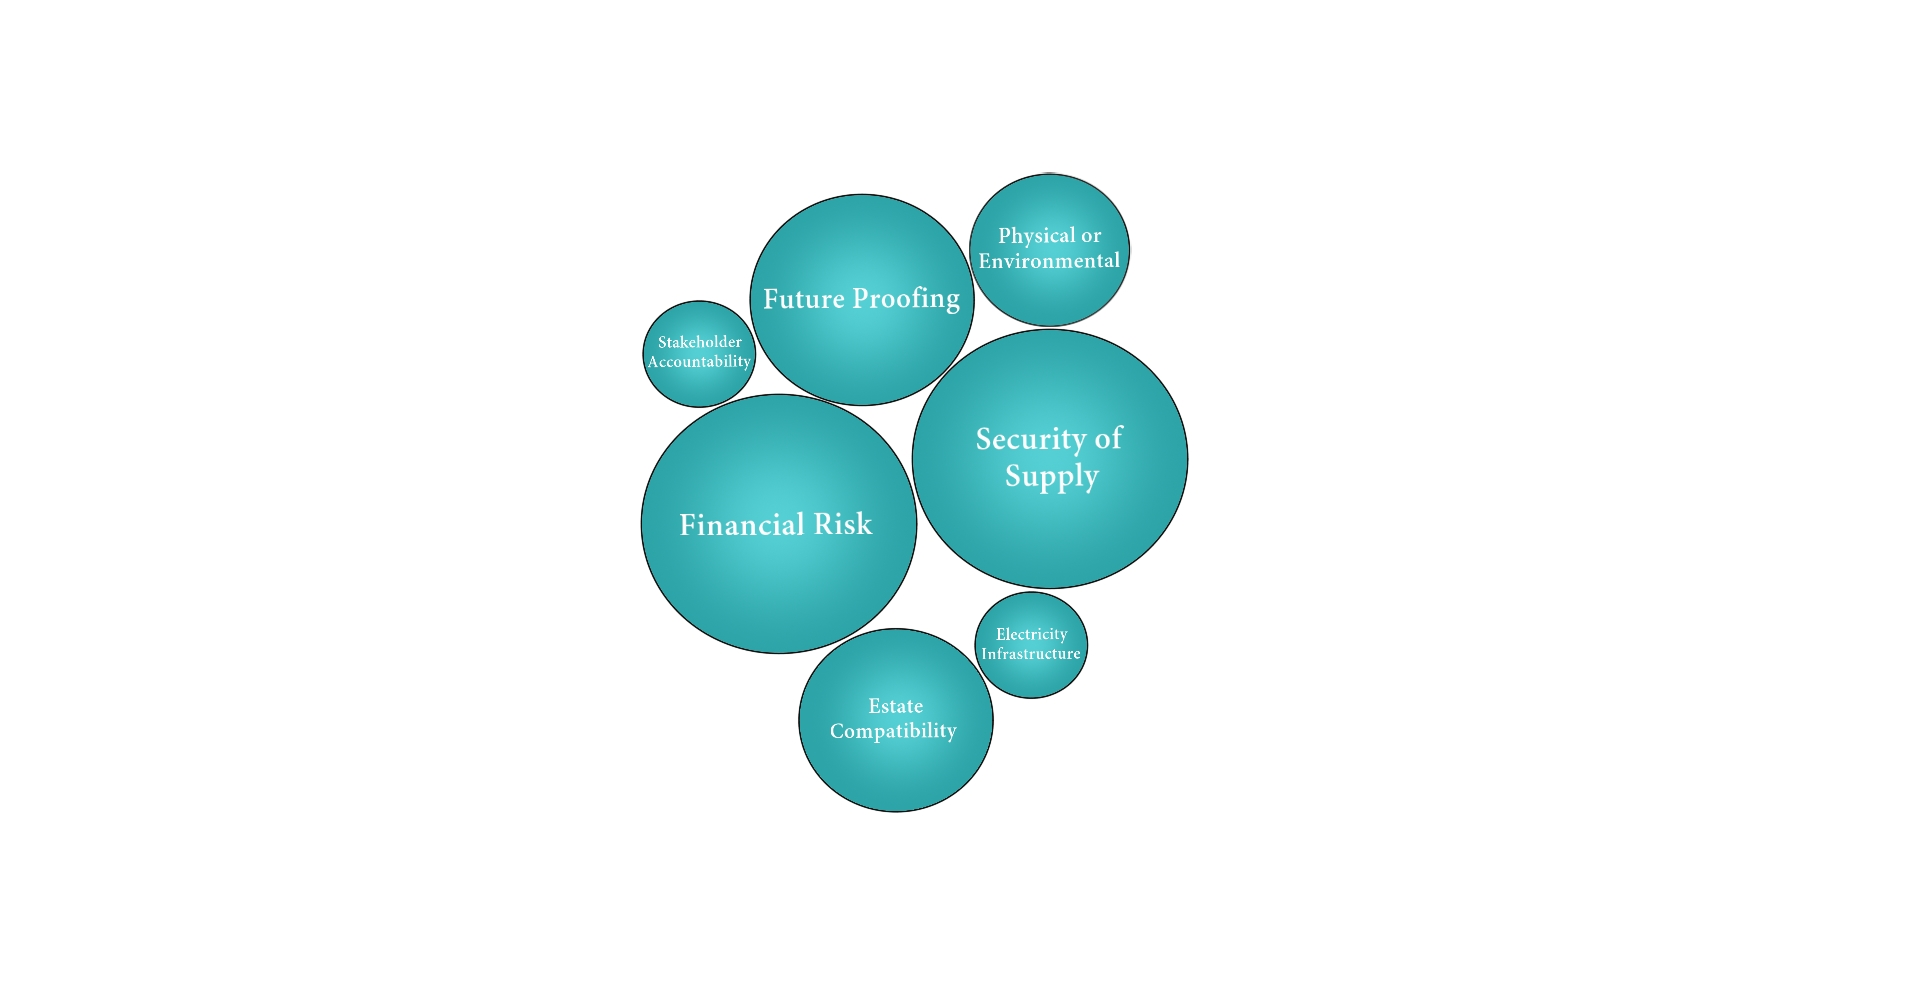 Physical or
Environmental
Future Proofing
Stakeholder
Accountability
Security of
Supply
Financial Risk
Electricity
Infrastructure
Estate
Compatibility